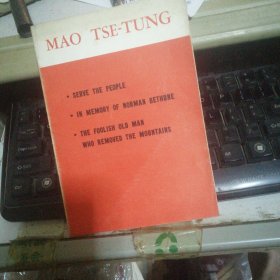 MAO TSE-TUNG
• SERVE THE PEOPLE
• IN MEMORY OF NORMAN BETHUNE
• THE FOOLISH OLD MAN
WHO REMOVED THE MOUNTAINS